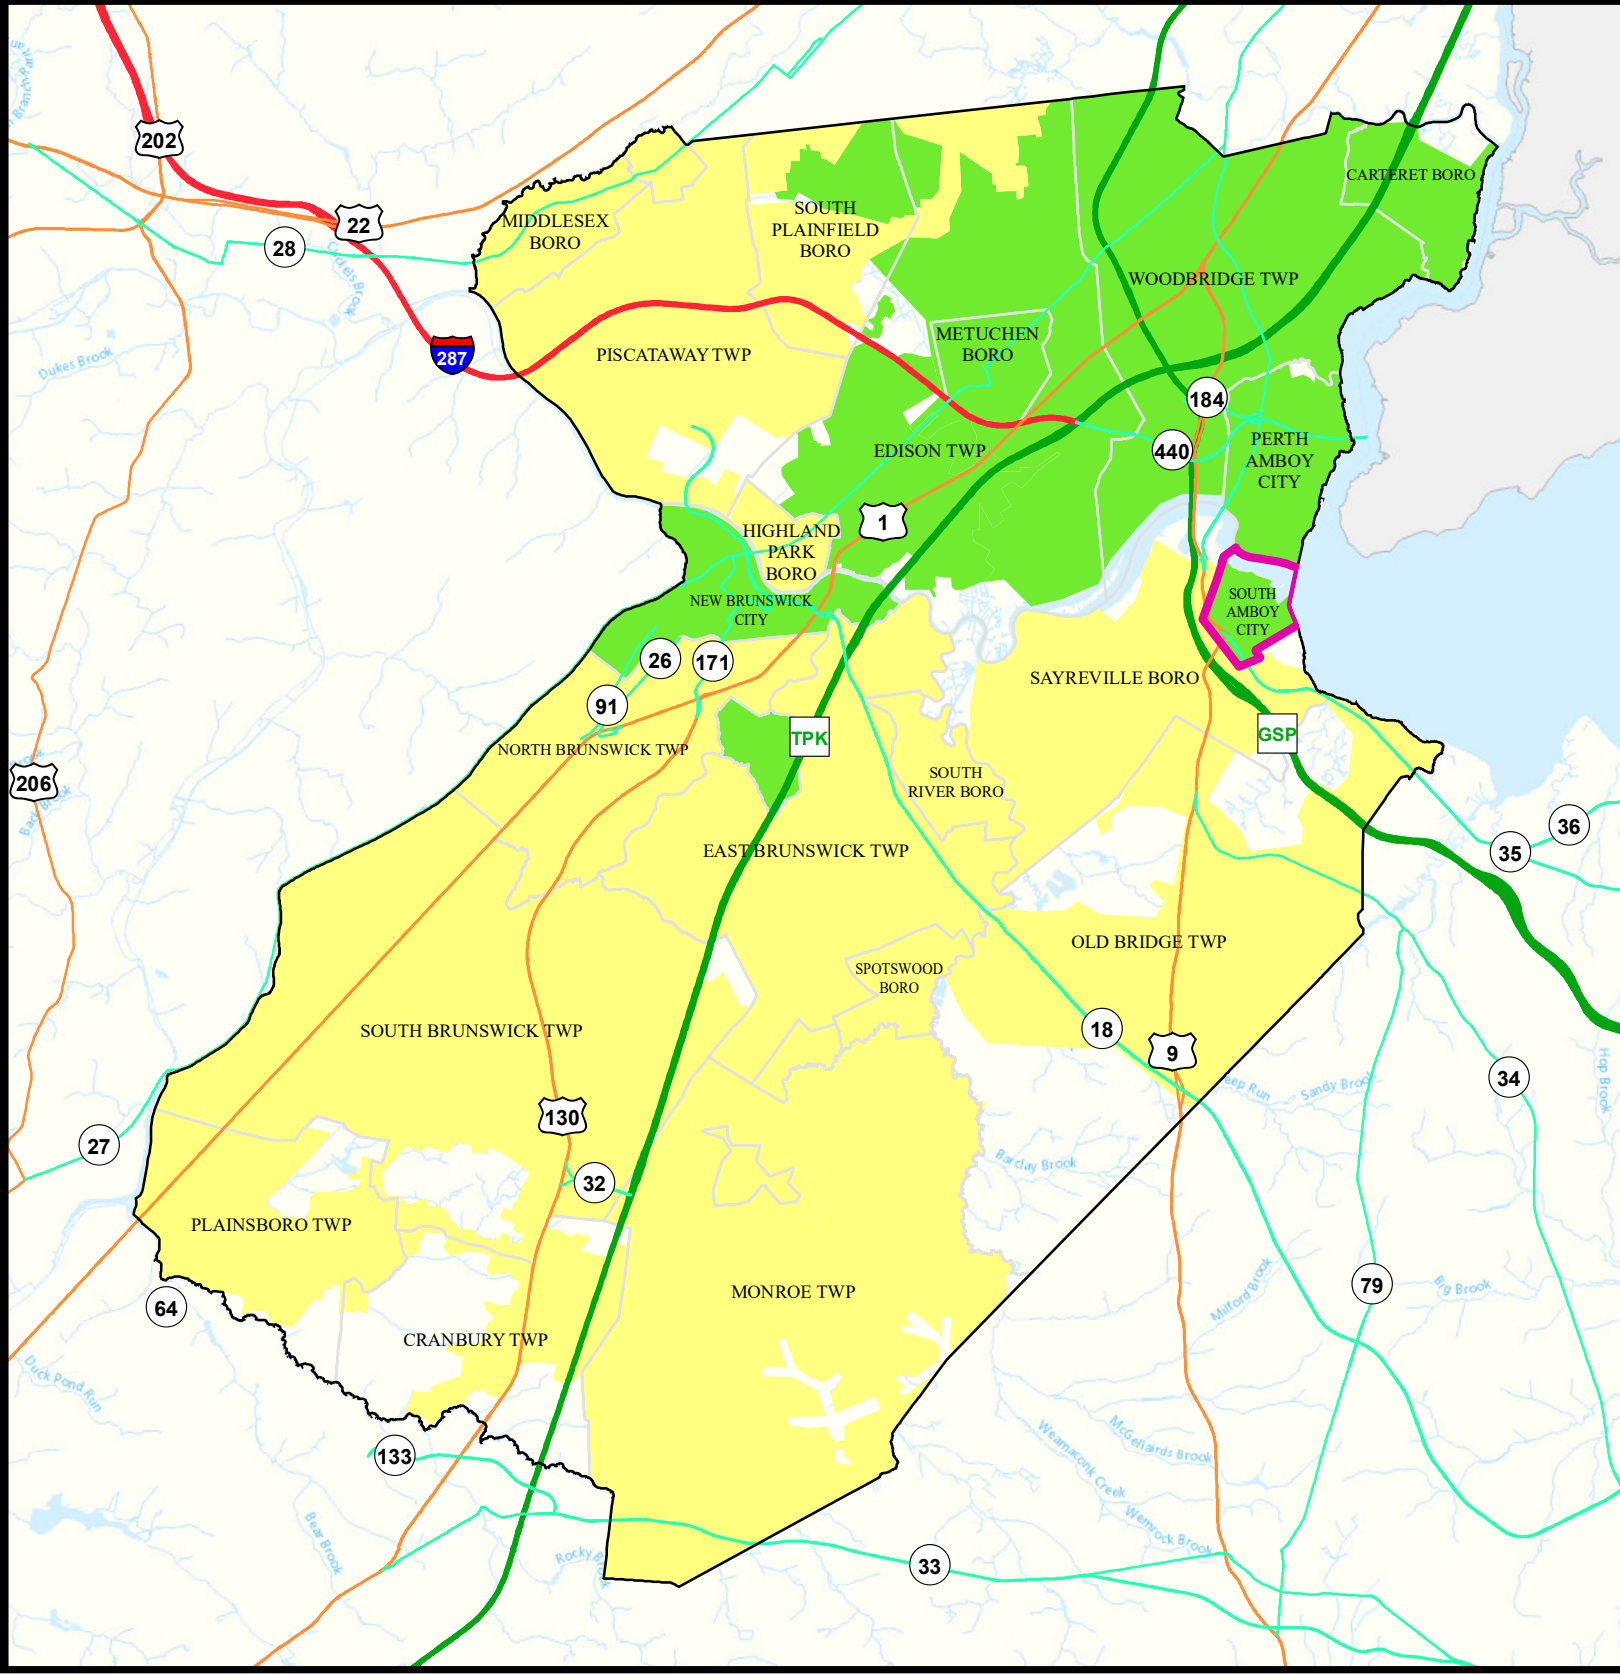 202
22
28
287
206
27
64
133
MIDDLESEX
BORO
SOUTH
PLAINFIELD
BORO
CARTERET BORO
WOODBRIDGE TWP
METUCHEN
BORO
PISCATAWAY TWP
184
440
EDISON TWP
PERTH
AMBOY
CITY
1
HIGHLAND
PARK
BORO
NEW BRUNSWICK
CITY
SOUTH
AMBOY
CITY
26
171
91
SAYREVILLE BORO
NORTH BRUNSWICK TWP
TPK
GSP
SOUTH
RIVER BORO
36
35
EAST BRUNSWICK TWP
OLD BRIDGE TWP
SPOTSWOOD
BORO
SOUTH BRUNSWICK TWP
18
9
34
130
32
PLAINSBORO TWP
MONROE TWP
79
CRANBURY TWP
33
Dukes Brook
Duck Pond Run
Bear Brook
Barclay Brook
Sandy Brook
Hop Brook
Milford Brook
Big Brook
McGelliards Brook
Weamaconk Creek
Wemrock Brook